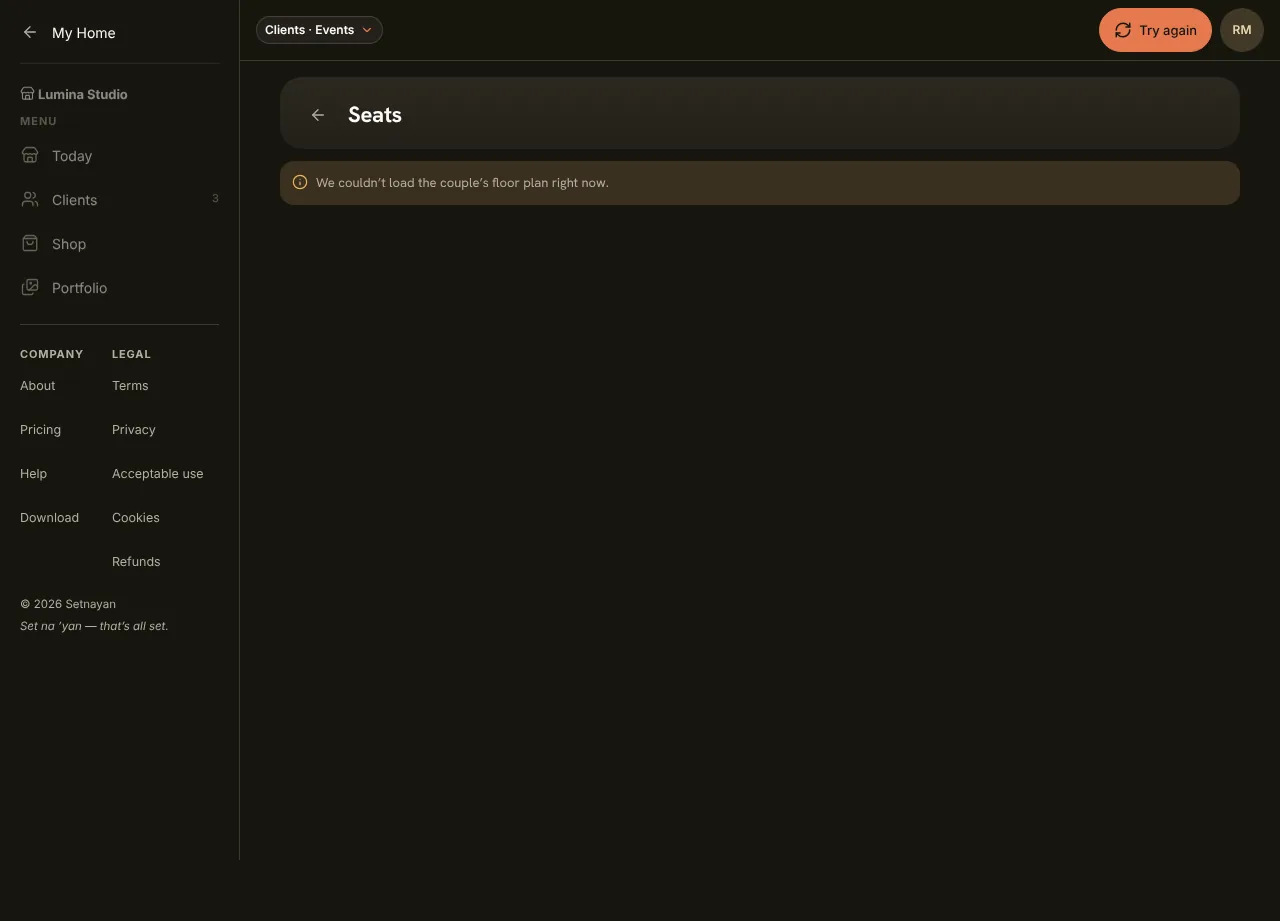 My Home
Lumina Studio
MENU
Today
Clients 3
Shop
Portfolio
COMPANY
About
Pricing
Help
Download
LEGAL
Terms
Privacy
Acceptable use
Cookies
Refunds
© 2026 Setnayan
Set na ’yan — that’s all set.
Clients · Events
Try again
RM
Seats
We couldn’t load the couple’s floor plan right now.